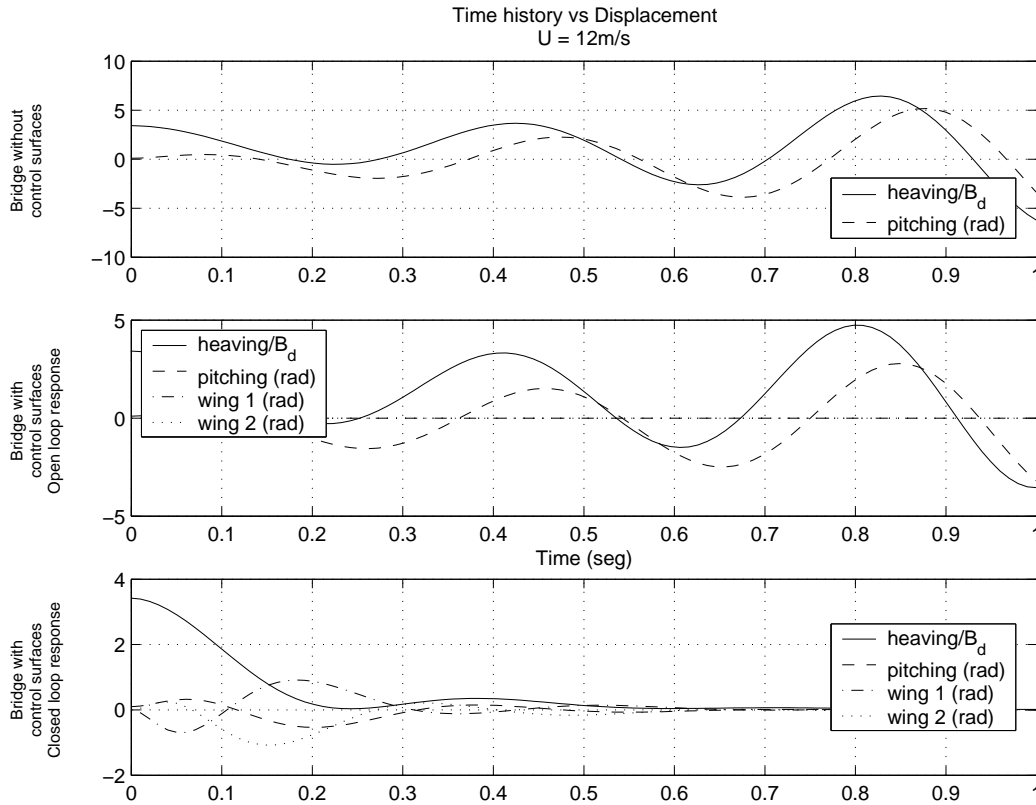 Time history vs Displacement
U = 12m/s
Bridge without
control surfaces
10
5
0
−5
−10
heaving/B_d
pitching (rad)
0 0.1 0.2 0.3 0.4 0.5 0.6 0.7 0.8 0.9 1
Bridge with
control surfaces
Open loop response
5
0
−5
heaving/B_d
pitching (rad)
wing 1 (rad)
wing 2 (rad)
0 0.1 0.2 0.3 0.4 0.5 0.6 0.7 0.8 0.9 1
Time (seg)
Bridge with
control surfaces
Closed loop response
4
2
0
−2
heaving/B_d
pitching (rad)
wing 1 (rad)
wing 2 (rad)
0 0.1 0.2 0.3 0.4 0.5 0.6 0.7 0.8 0.9 1